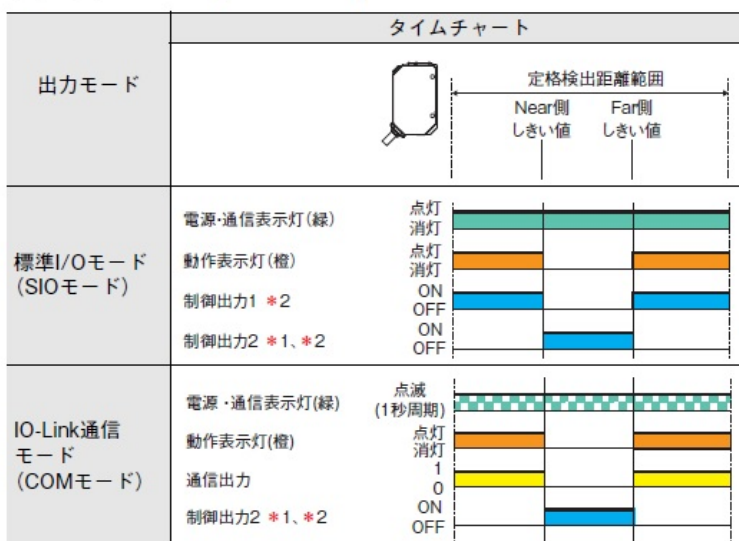 タイムチャート
出力モード
定格検出距離範囲
Near側
しきい値
Far側
しきい値
標準I/Oモード
(SIOモード)
電源・通信表示灯(緑)
点灯
消灯
動作表示灯(橙)
点灯
消灯
制御出力1 *2
ON
OFF
制御出力2 *1、*2
ON
OFF
IO-Link通信
モード
(COMモード)
電源・通信表示灯(緑)
点滅
(1秒周期)
動作表示灯(橙)
点灯
消灯
通信出力
1
0
制御出力2 *1、*2
ON
OFF